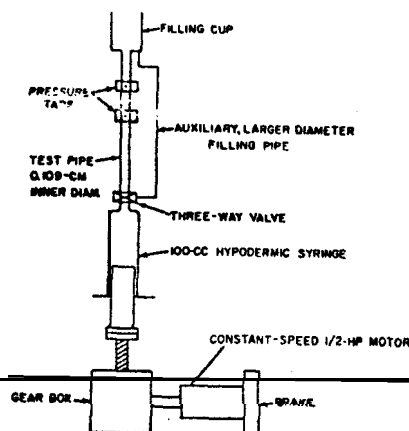 FILLING CUP
PRESSURE
TAPS
AUXILIARY, LARGER DIAMETER
FILLING PIPE
TEST PIPE
0.109-CM
INNER DIAM.
THREE-WAY VALVE
100-CC HYPODERMIC SYRINGE
CONSTANT-SPEED 1/2-HP MOTOR
GEAR BOX
BRAKE